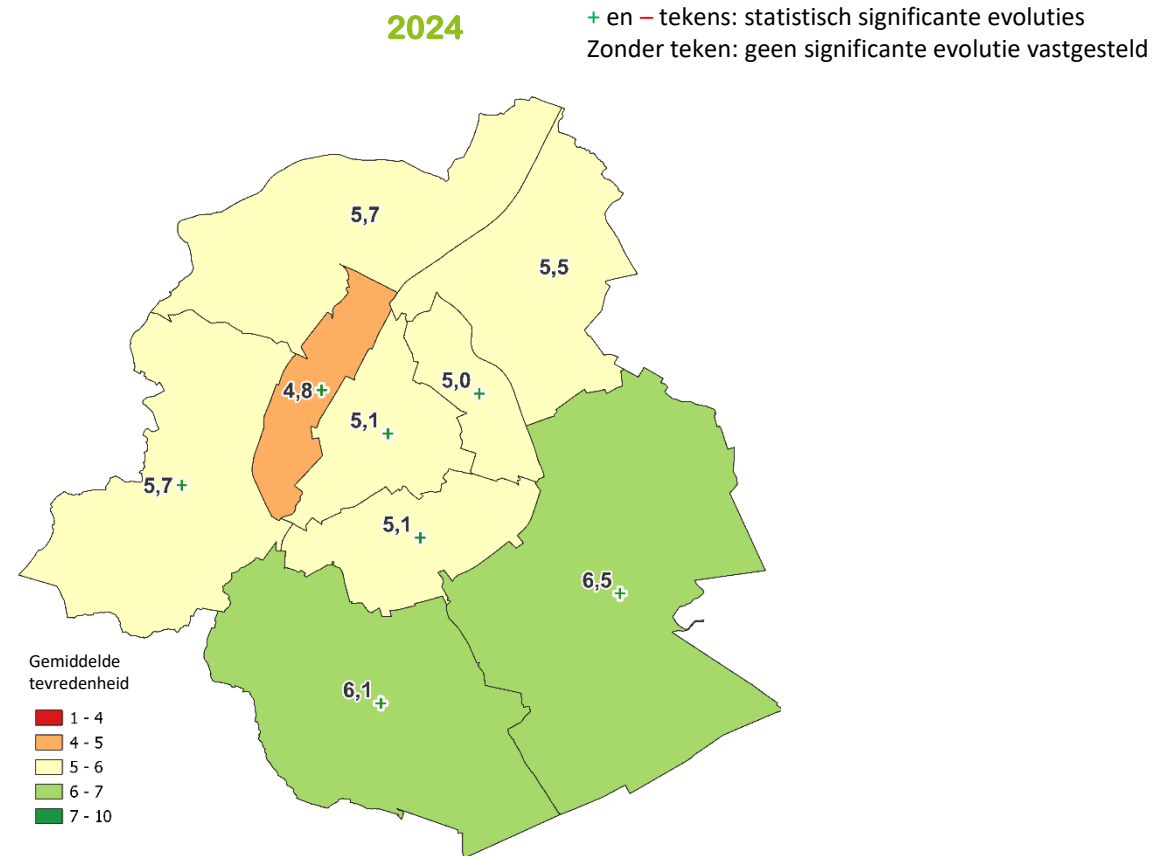 2024
+ en – tekens: statistisch significante evoluties
Zonder teken: geen significante evolutie vastgesteld
5,7
5,5
4,8 +
5,0 +
5,1 +
5,7 +
5,1 +
6,5 +
6,1 +
Gemiddelde
tevredenheid
1 - 4
4 - 5
5 - 6
6 - 7
7 - 10